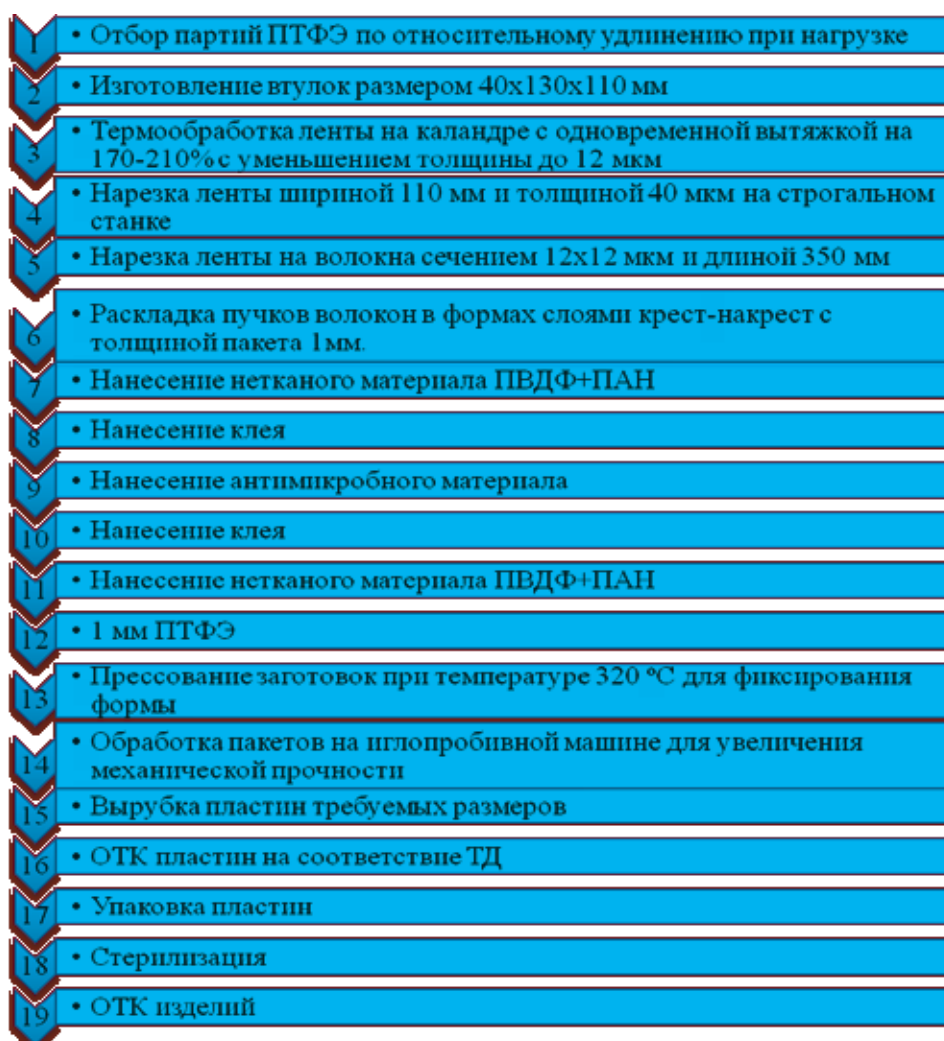 1
• Отбор партий ПТФЭ по относительному удлинению при нагрузке
2
• Изготовление втулок размером 40х130х110 мм
3
• Термообработка ленты на каландре с одновременной вытяжкой на
170-210% с уменьшением толщины до 12 мкм
4
• Нарезка ленты шириной 110 мм и толщиной 40 мкм на строгальном
станке
5
• Нарезка ленты на волокна сечением 12х12 мкм и длиной 350 мм
6
• Раскладка пучков волокон в формах слоями крест-накрест с
толщиной пакета 1мм.
7
• Нанесение нетканого материала ПВДФ+ПАН
8
• Нанесение клея
9
• Нанесение антимикробного материала
10
• Нанесение клея
11
• Нанесение нетканого материала ПВДФ+ПАН
12
• 1 мм ПТФЭ
13
• Прессование заготовок при температуре 320 °С для фиксирования
формы
14
• Обработка пакетов на иглопробивной машине для увеличения
механической прочности
15
• Вырубка пластин требуемых размеров
16
• ОТК пластин на соответствие ТД
17
• Упаковка пластин
18
• Стерилизация
19
• ОТК изделий